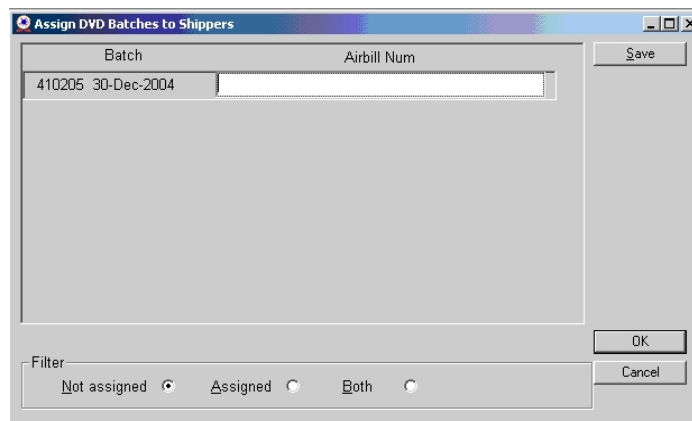 Assign DVD Batches to Shippers
Batch Airbill Num
Save
410205 30-Dec-2004
OK
Filter
Cancel
Not assigned Assigned Both